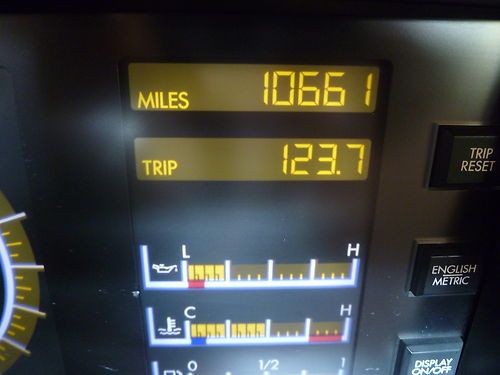 MILES 10661
TRIP 123.7
TRIP
RESET
L H
ENGLISH
METRIC
C H
0 1/2 1
DISPLAY
ON/OFF